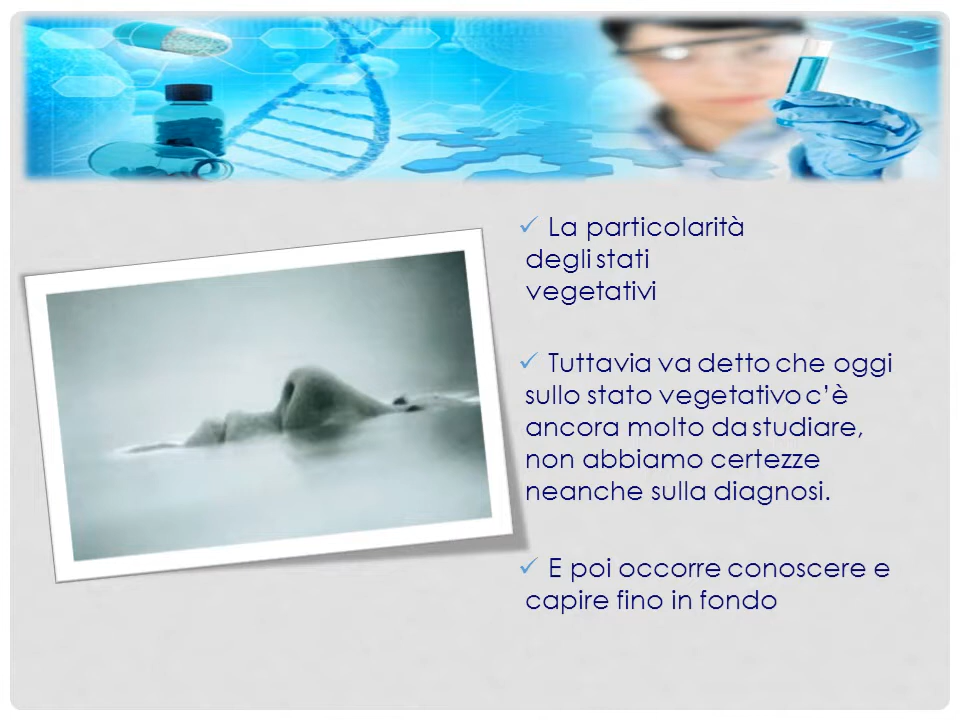 ✓ La particolarità
degli stati
vegetativi
✓ Tuttavia va detto che oggi
sullo stato vegetativo c'è
ancora molto da studiare,
non abbiamo certezze
neanche sulla diagnosi.
✓ E poi occorre conoscere e
capire fino in fondo